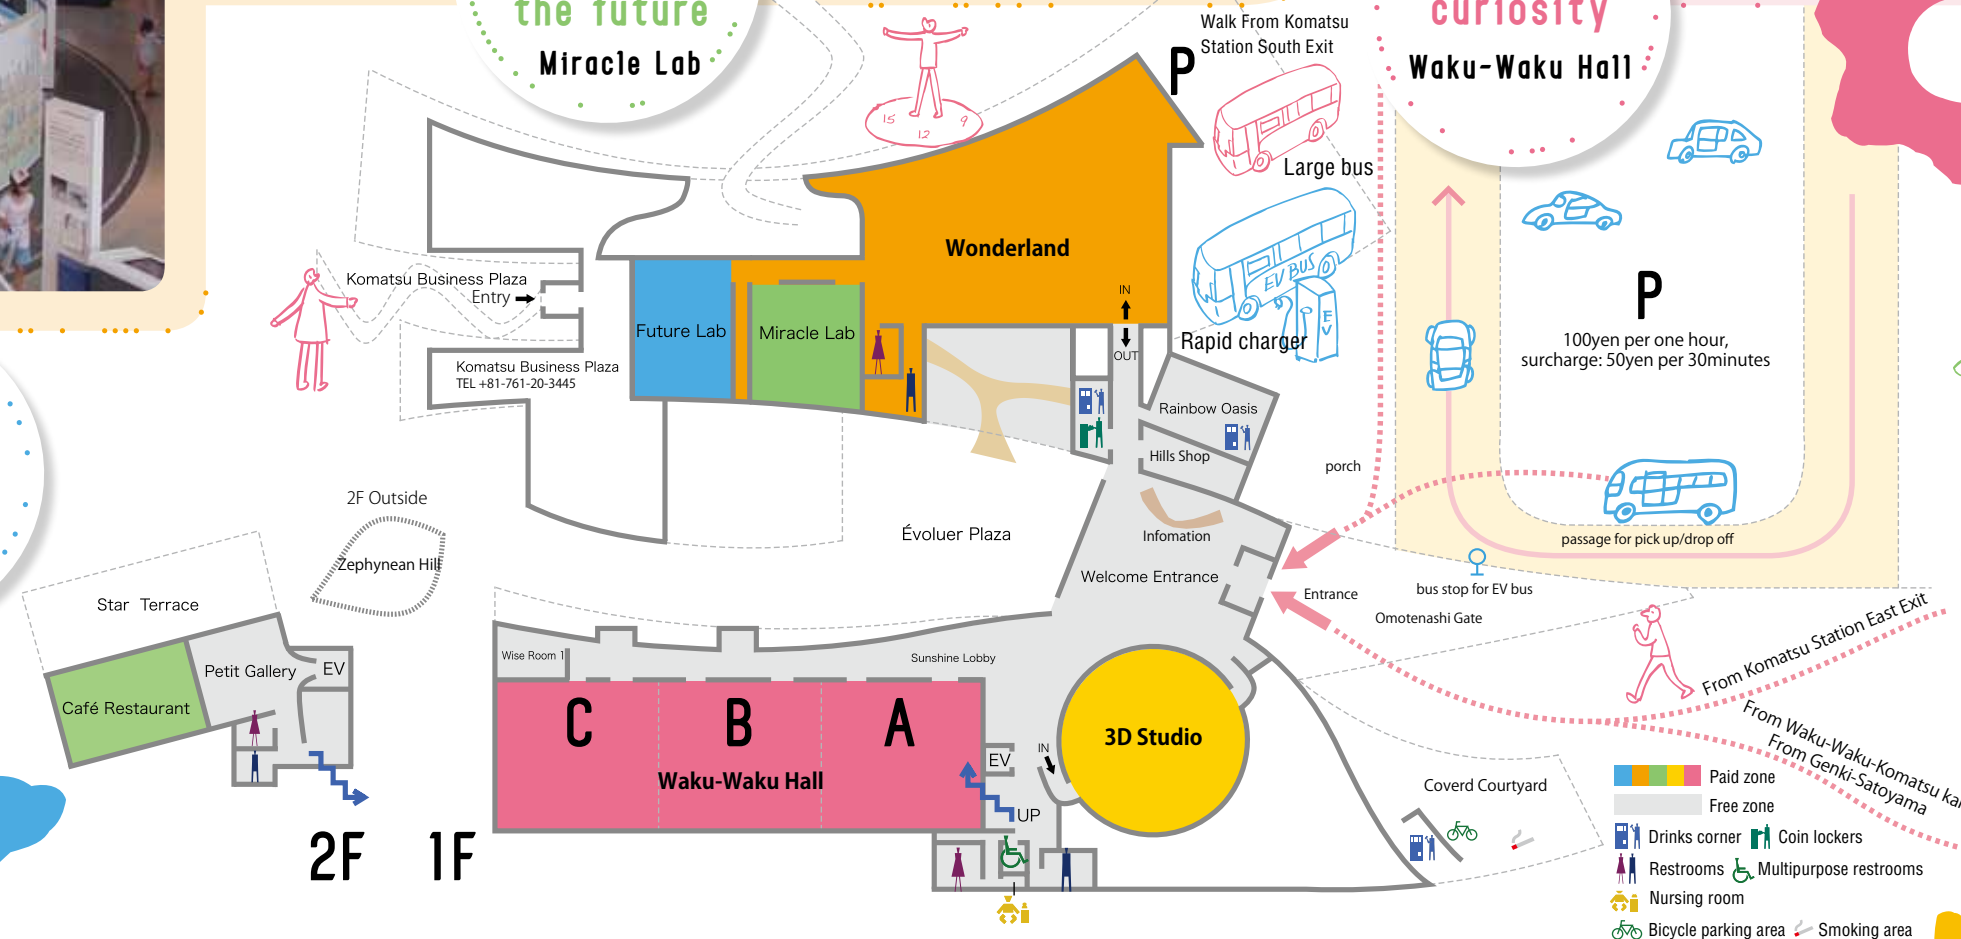 the future
Miracle Lab
curiosity
Waku-Waku Hall
Walk From Komatsu
Station South Exit
P
15
12
9
Large bus
EV BUS
EV
Rapid charger
P
100yen per one hour,
surcharge: 50yen per 30minutes
Wonderland
IN
OUT
Komatsu Business Plaza
Entry
Komatsu Business Plaza
TEL +81-761-20-3445
Future Lab
Miracle Lab
Rainbow Oasis
Hills Shop
porch
Infomation
Welcome Entrance
Évoluer Plaza
Entrance
passage for pick up/drop off
bus stop for EV bus
Omotenashi Gate
2F Outside
Zephynean Hill
Star Terrace
Petit Gallery
EV
Café Restaurant
2F
1F
Wise Room 1
Sunshine Lobby
C
B
A
Waku-Waku Hall
3D Studio
IN
EV
UP
From Komatsu Station East Exit
From Waku-Waku-Komatsu ka
From Genki-Satoyama
Coverd Courtyard
Paid zone
Free zone
Drinks corner
Coin lockers
Restrooms
Multipurpose restrooms
Nursing room
Bicycle parking area
Smoking area